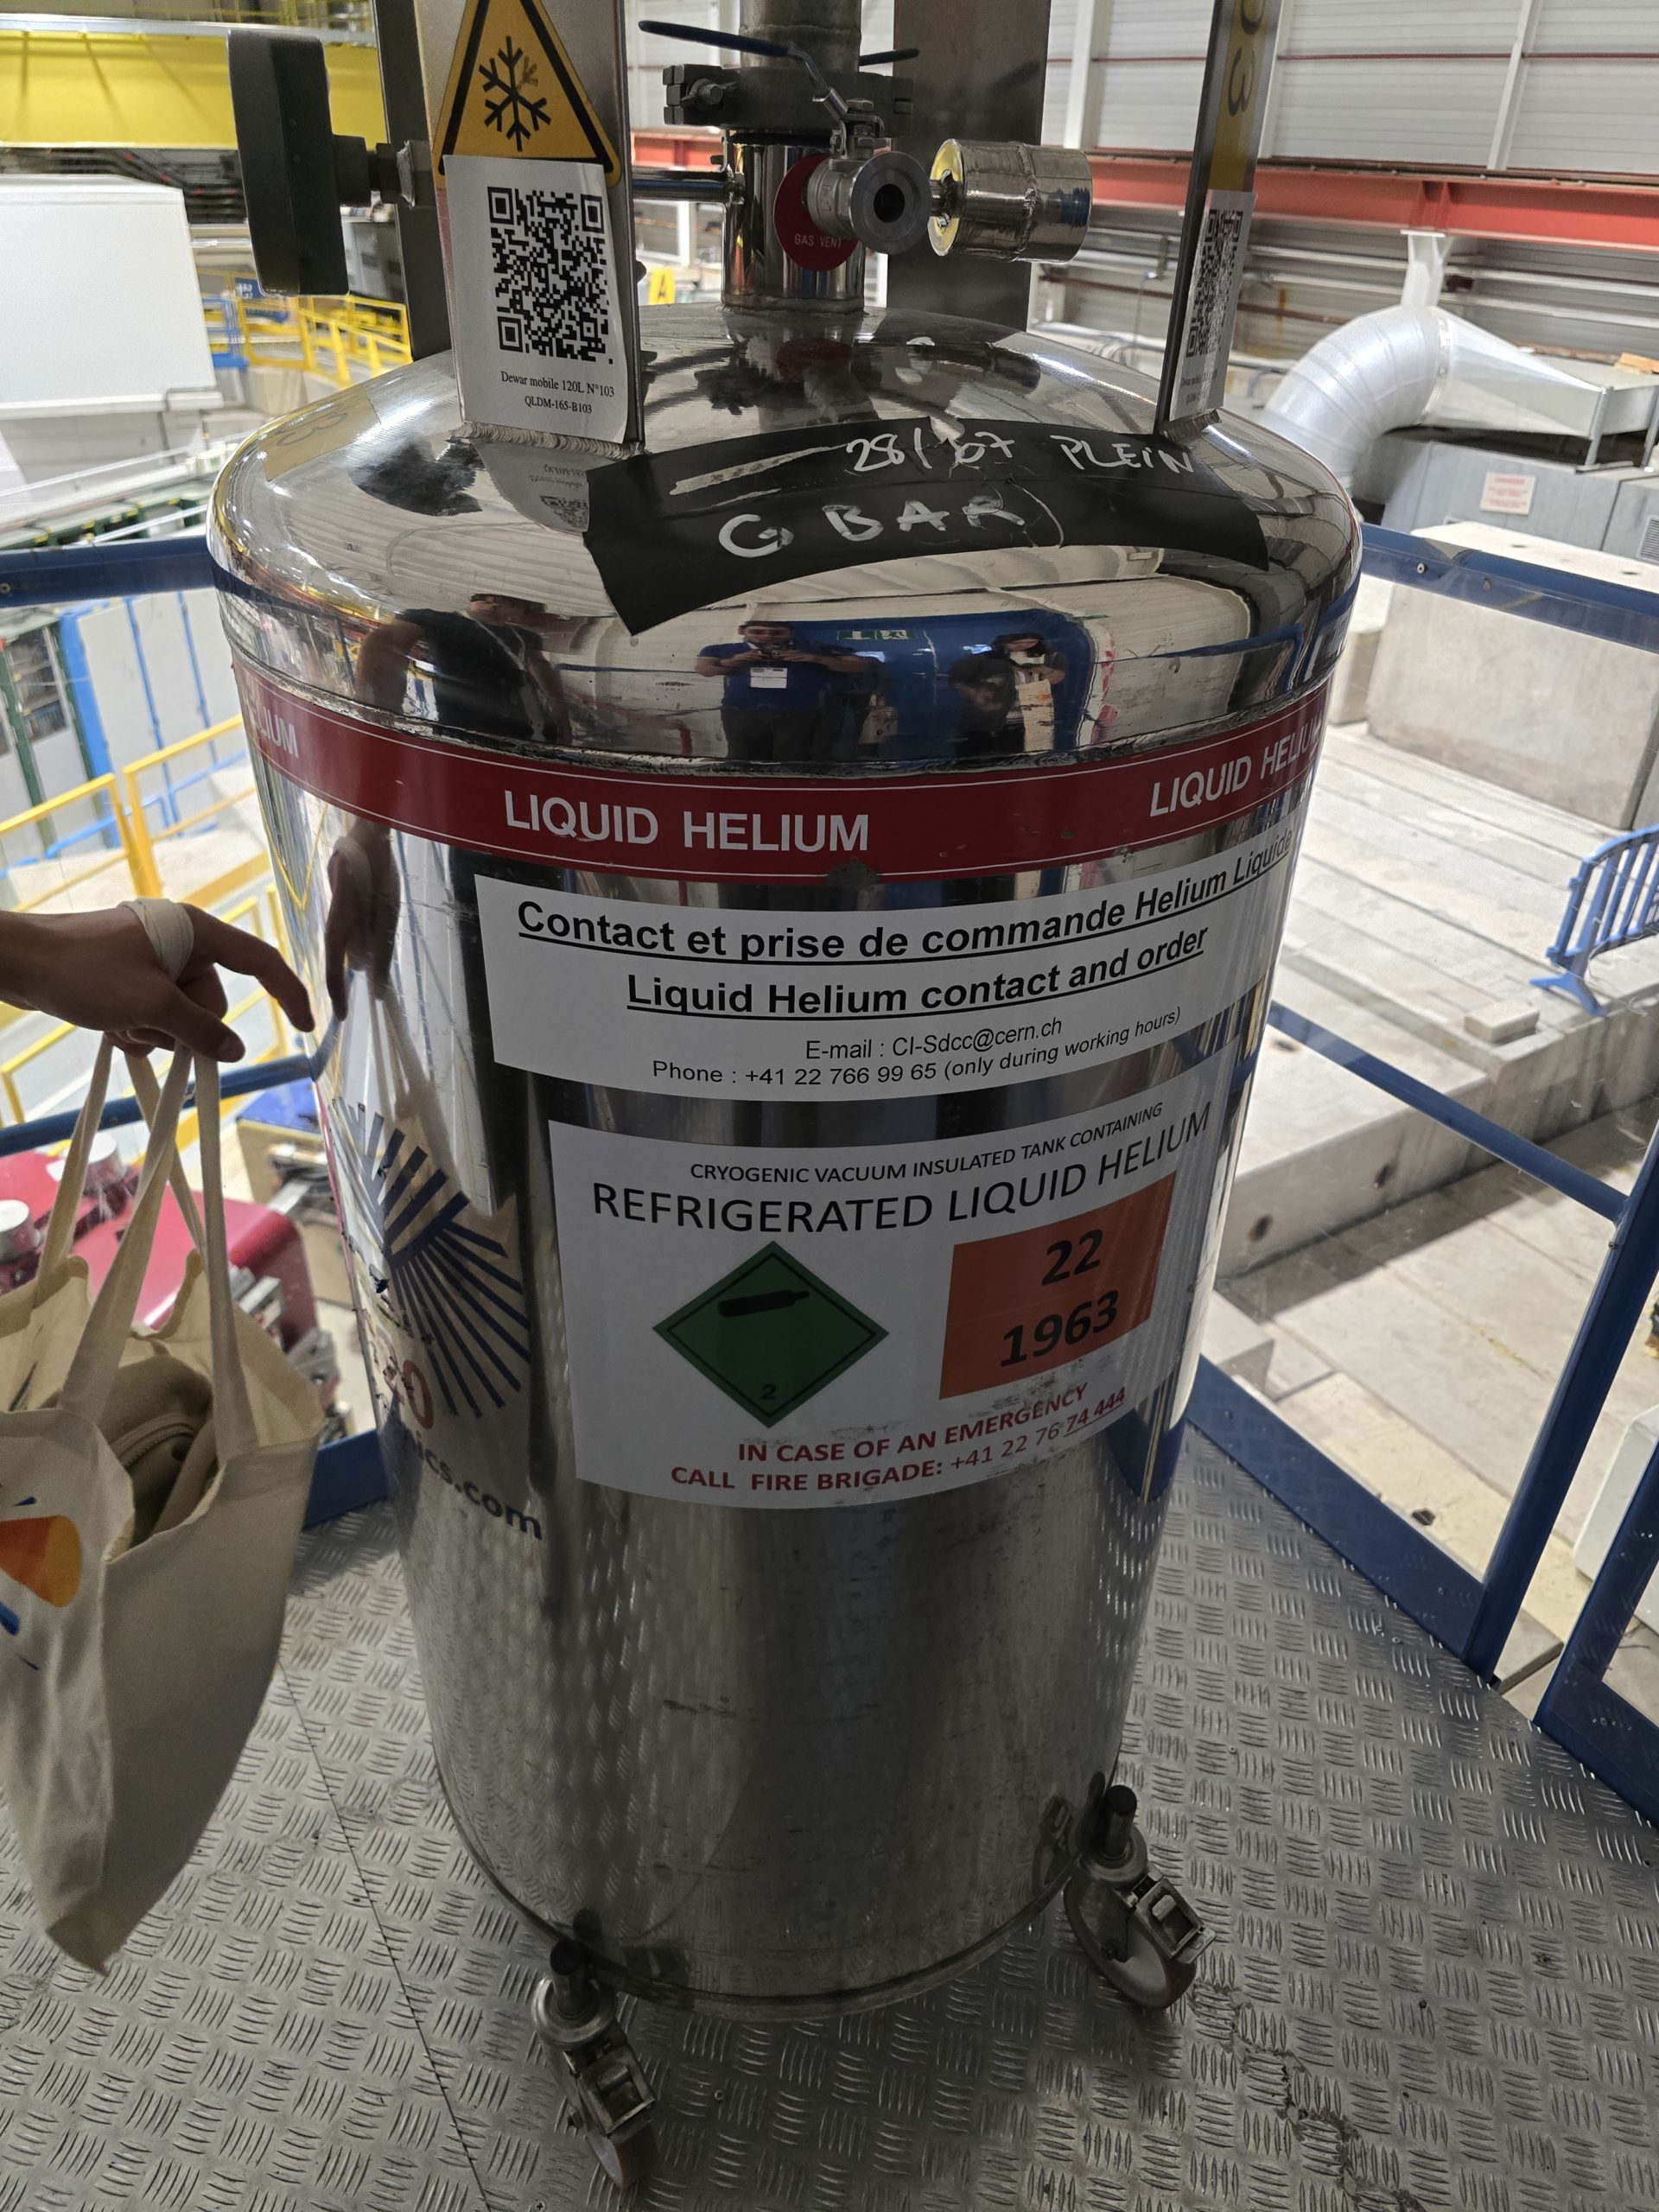 GAS VENT
Dewar mobile 120L N°103
QLDM-165-B103
28/07 PLEIN
G BAR
LIQUID HELIUM
LIQUID HELIUM
Contact et prise de commande Helium Liquide
Liquid Helium contact and order
E-mail : CI-Sdcc@cern.ch
Phone : +41 22 766 99 65 (only during working hours)
CRYOGENIC VACUUM INSULATED TANK CONTAINING
REFRIGERATED LIQUID HELIUM
22
1963
2
IN CASE OF AN EMERGENCY
CALL FIRE BRIGADE: +41 22 76 74 444
A